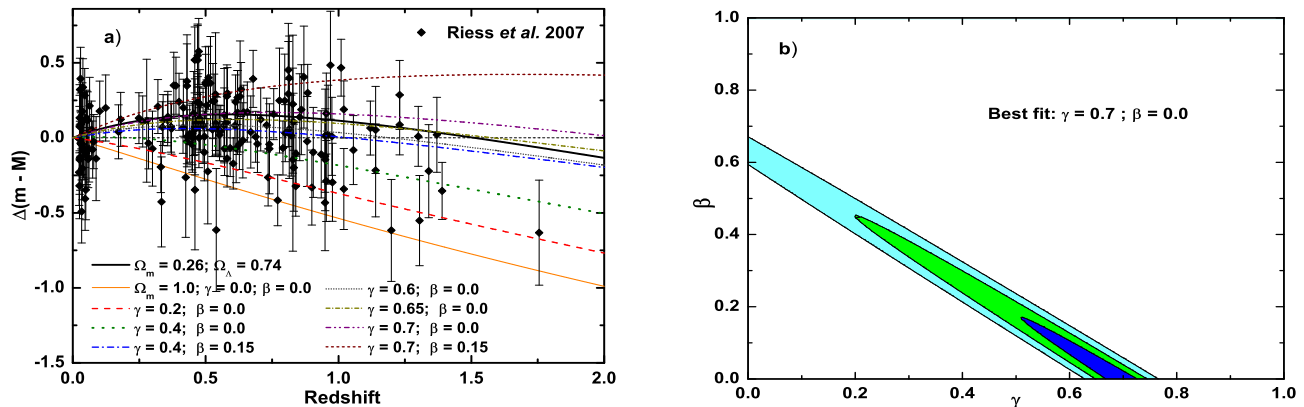 a)
Riess et al. 2007
0.5
0.0
-0.5
-1.0
-1.5
Δ(m - M)
Ωm = 0.26; ΩΛ = 0.74
Ωm = 1.0; γ = 0.0; β = 0.0
γ = 0.2; β = 0.0
γ = 0.4; β = 0.0
γ = 0.4; β = 0.15
γ = 0.6; β = 0.0
γ = 0.65; β = 0.0
γ = 0.7; β = 0.0
γ = 0.7; β = 0.15
0.0 0.5 1.0 1.5 2.0
Redshift
b)
Best fit: γ = 0.7 ; β = 0.0
1.0
0.8
0.6
0.4
0.2
0.0
β
0.0 0.2 0.4 0.6 0.8 1.0
γ